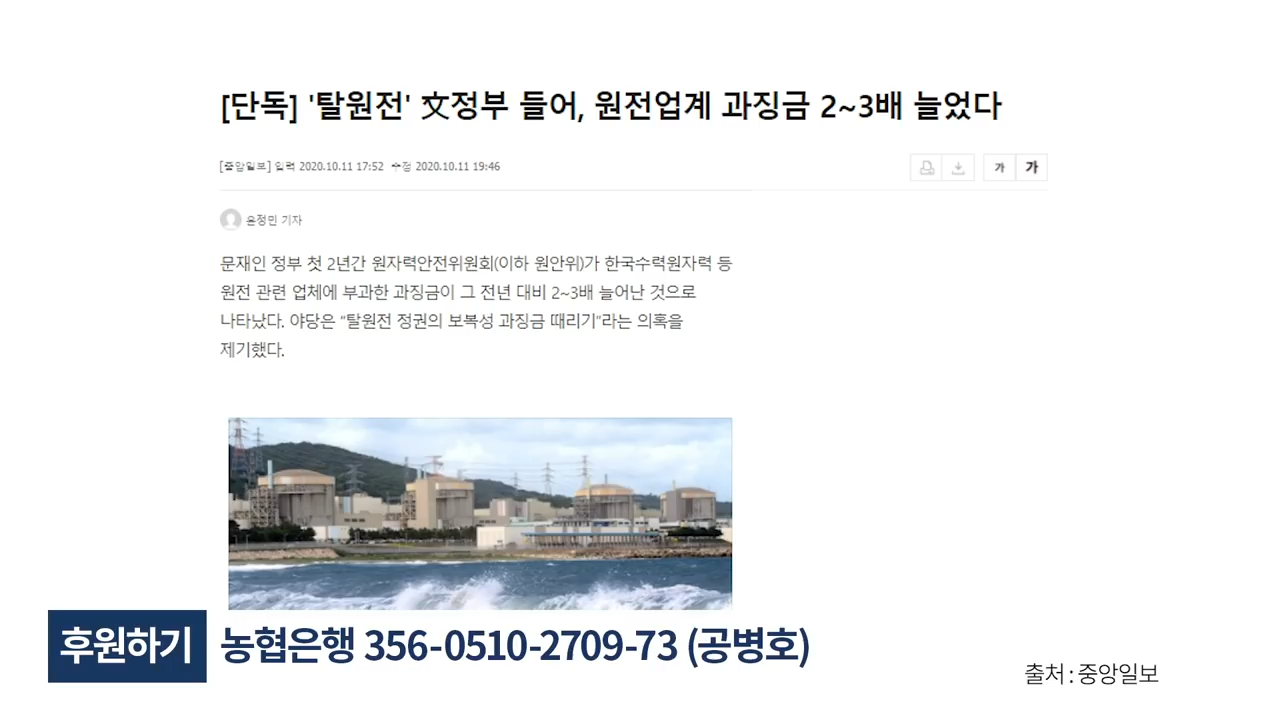 [단독] '탈원전' 文정부 들어, 원전업계 과징금 2~3배 늘었다
[중앙일보] 입력 2020.10.11 17:52 수정 2020.10.11 19:46
가 가
윤정민 기자
문재인 정부 첫 2년간 원자력안전위원회(이하 원안위)가 한국수력원자력 등
원전 관련 업체에 부과한 과징금이 그 전년 대비 2~3배 늘어난 것으로
나타났다. 야당은 “탈원전 정권의 보복성 과징금 때리기”라는 의혹을
제기했다.
후원하기 농협은행 356-0510-2709-73 (공병호)
출처 : 중앙일보